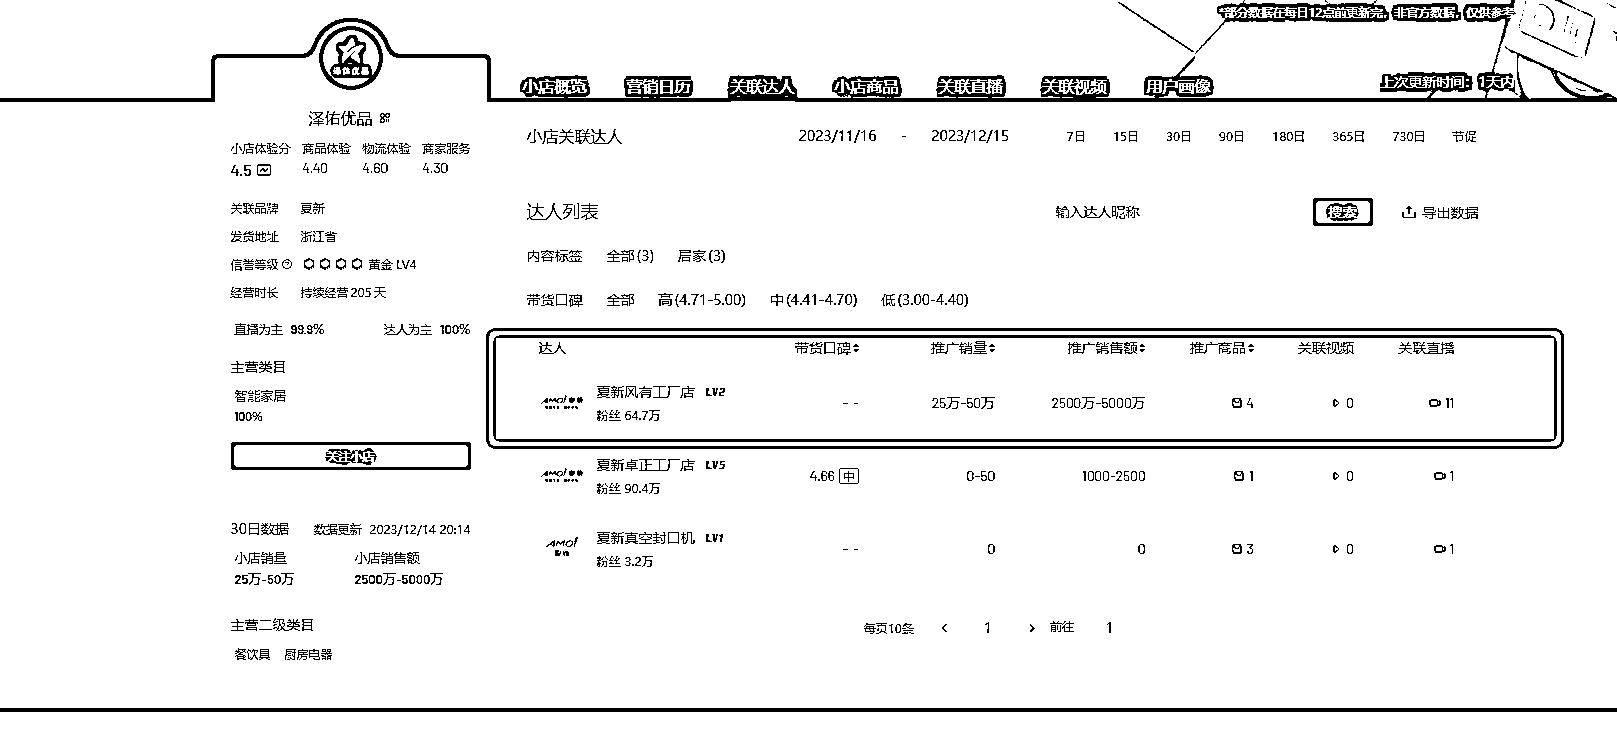 *部分数据在每日12点前更新完，非官方数据，仅供参考
小店概览 营销日历 关联达人 小店商品 关联直播 关联视频 用户画像
上次更新时间： 1天内
泽佑优品
小店体验分 商品体验 物流体验 商家服务
4.5 4.40 4.60 4.30
关联品牌 夏新
发货地址 浙江省
信誉等级 黄金 LV4
经营时长 持续经营 205 天
直播为主 99.9% 达人为主 100%
主营类目
智能家居
100%
关注小店
30日数据 数据更新 2023/12/14 20:14
小店销量 小店销售额
25万-50万 2500万-5000万
主营二级类目
餐饮具 厨房电器
小店关联达人 2023/11/16 - 2023/12/15 7日 15日 30日 90日 180日 365日 730日 节促
达人列表 输入达人昵称 搜索 导出数据
内容标签 全部(3) 居家(3)
带货口碑 全部 高(4.71-5.00) 中(4.41-4.70) 低(3.00-4.40)
达人 带货口碑 推广销量 推广销售额 推广商品 关联视频 关联直播
夏新风有工厂店 LV2
粉丝 64.7万
-- 25万-50万 2500万-5000万 4 0 11
夏新卓正工厂店 LV5
粉丝 90.4万
4.66 中 0-50 1000-2500 1 0 1
夏新真空封口机 LV1
粉丝 3.2万
-- 0 0 3 0 1
每页10条 < 1 > 前往 1